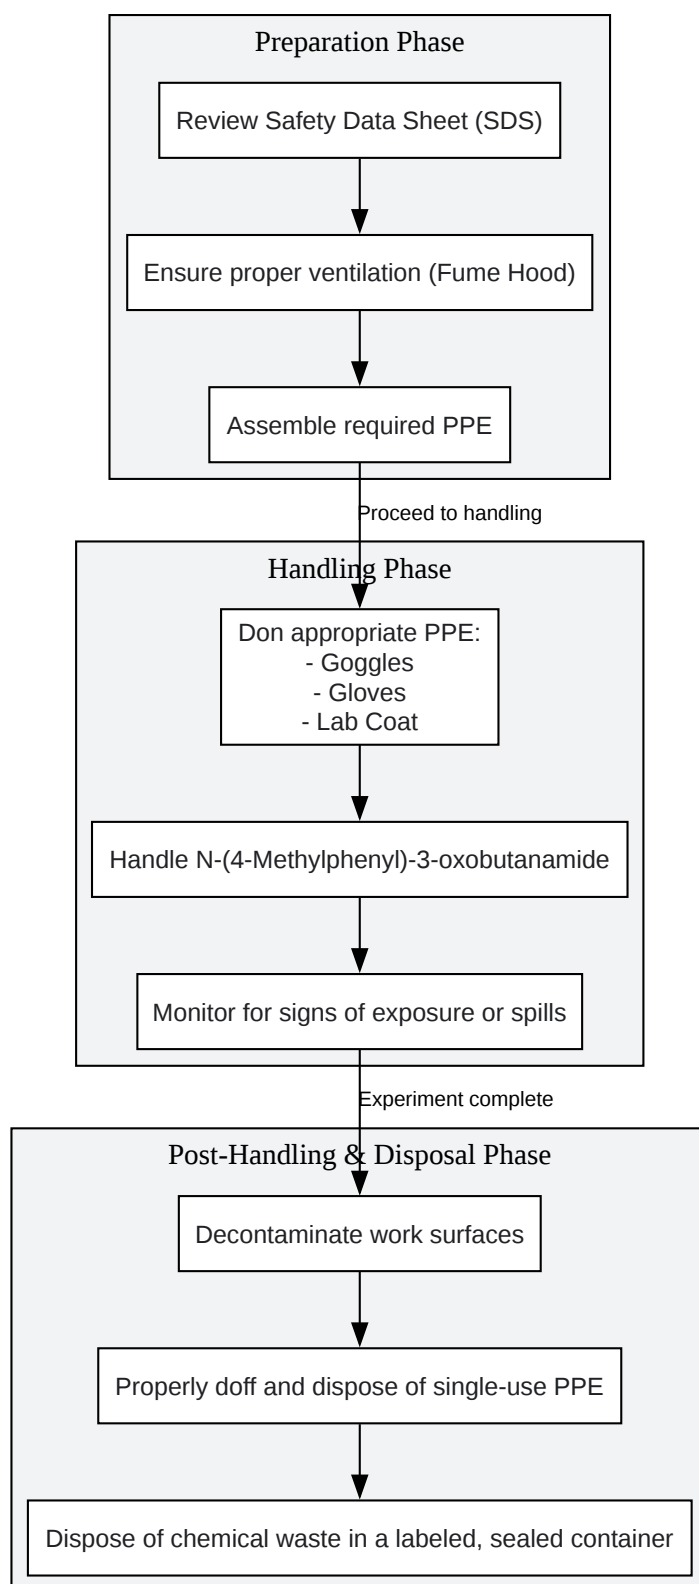 Preparation Phase
Review Safety Data Sheet (SDS)
Ensure proper ventilation (Fume Hood)
Assemble required PPE
Proceed to handling
Handling Phase
Don appropriate PPE:
- Goggles
- Gloves
- Lab Coat
Handle N-(4-Methylphenyl)-3-oxobutanamide
Monitor for signs of exposure or spills
Experiment complete
Post-Handling & Disposal Phase
Decontaminate work surfaces
Properly doff and dispose of single-use PPE
Dispose of chemical waste in a labeled, sealed container